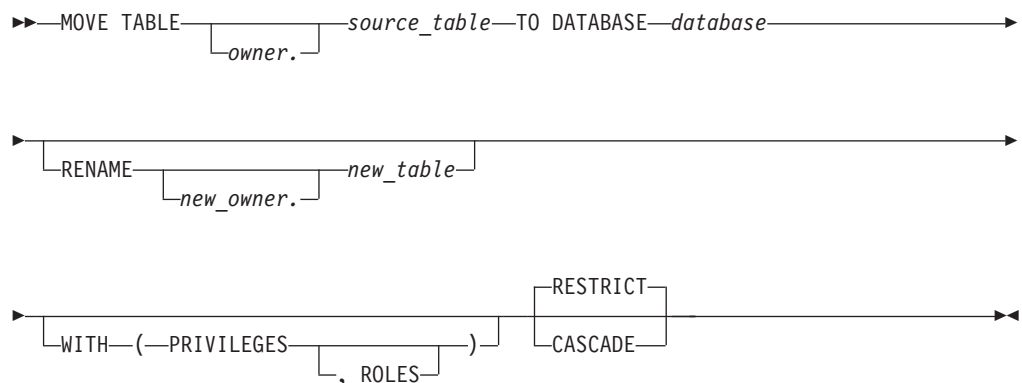 MOVE TABLE source_table TO DATABASE database
owner.
RENAME new_table
new_owner.
RESTRICT
WITH ( PRIVILEGES ) CASCADE
, ROLES